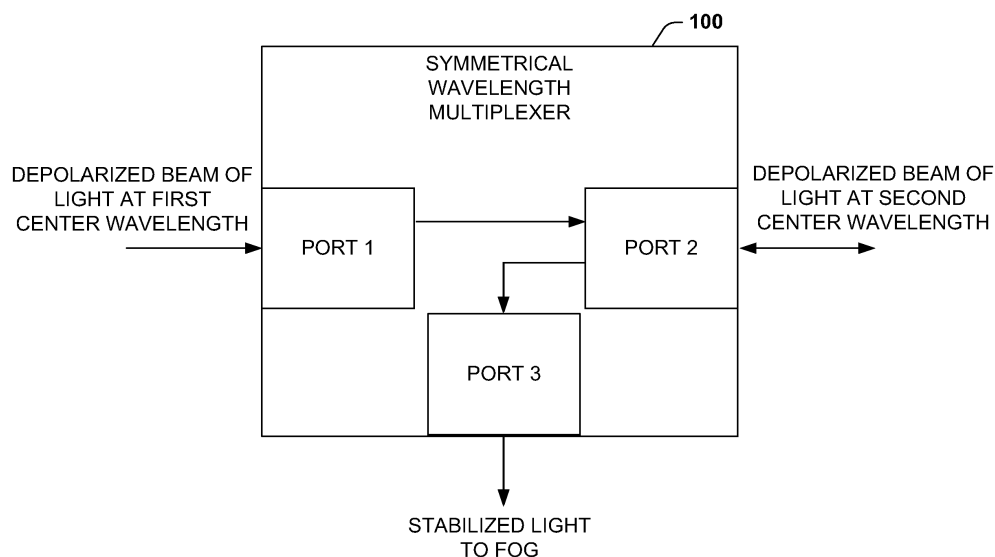 100
SYMMETRICAL
WAVELENGTH
MULTIPLEXER
DEPOLARIZED BEAM OF
LIGHT AT FIRST
CENTER WAVELENGTH
DEPOLARIZED BEAM OF
LIGHT AT SECOND
CENTER WAVELENGTH
PORT 1
PORT 2
PORT 3
STABILIZED LIGHT
TO FOG